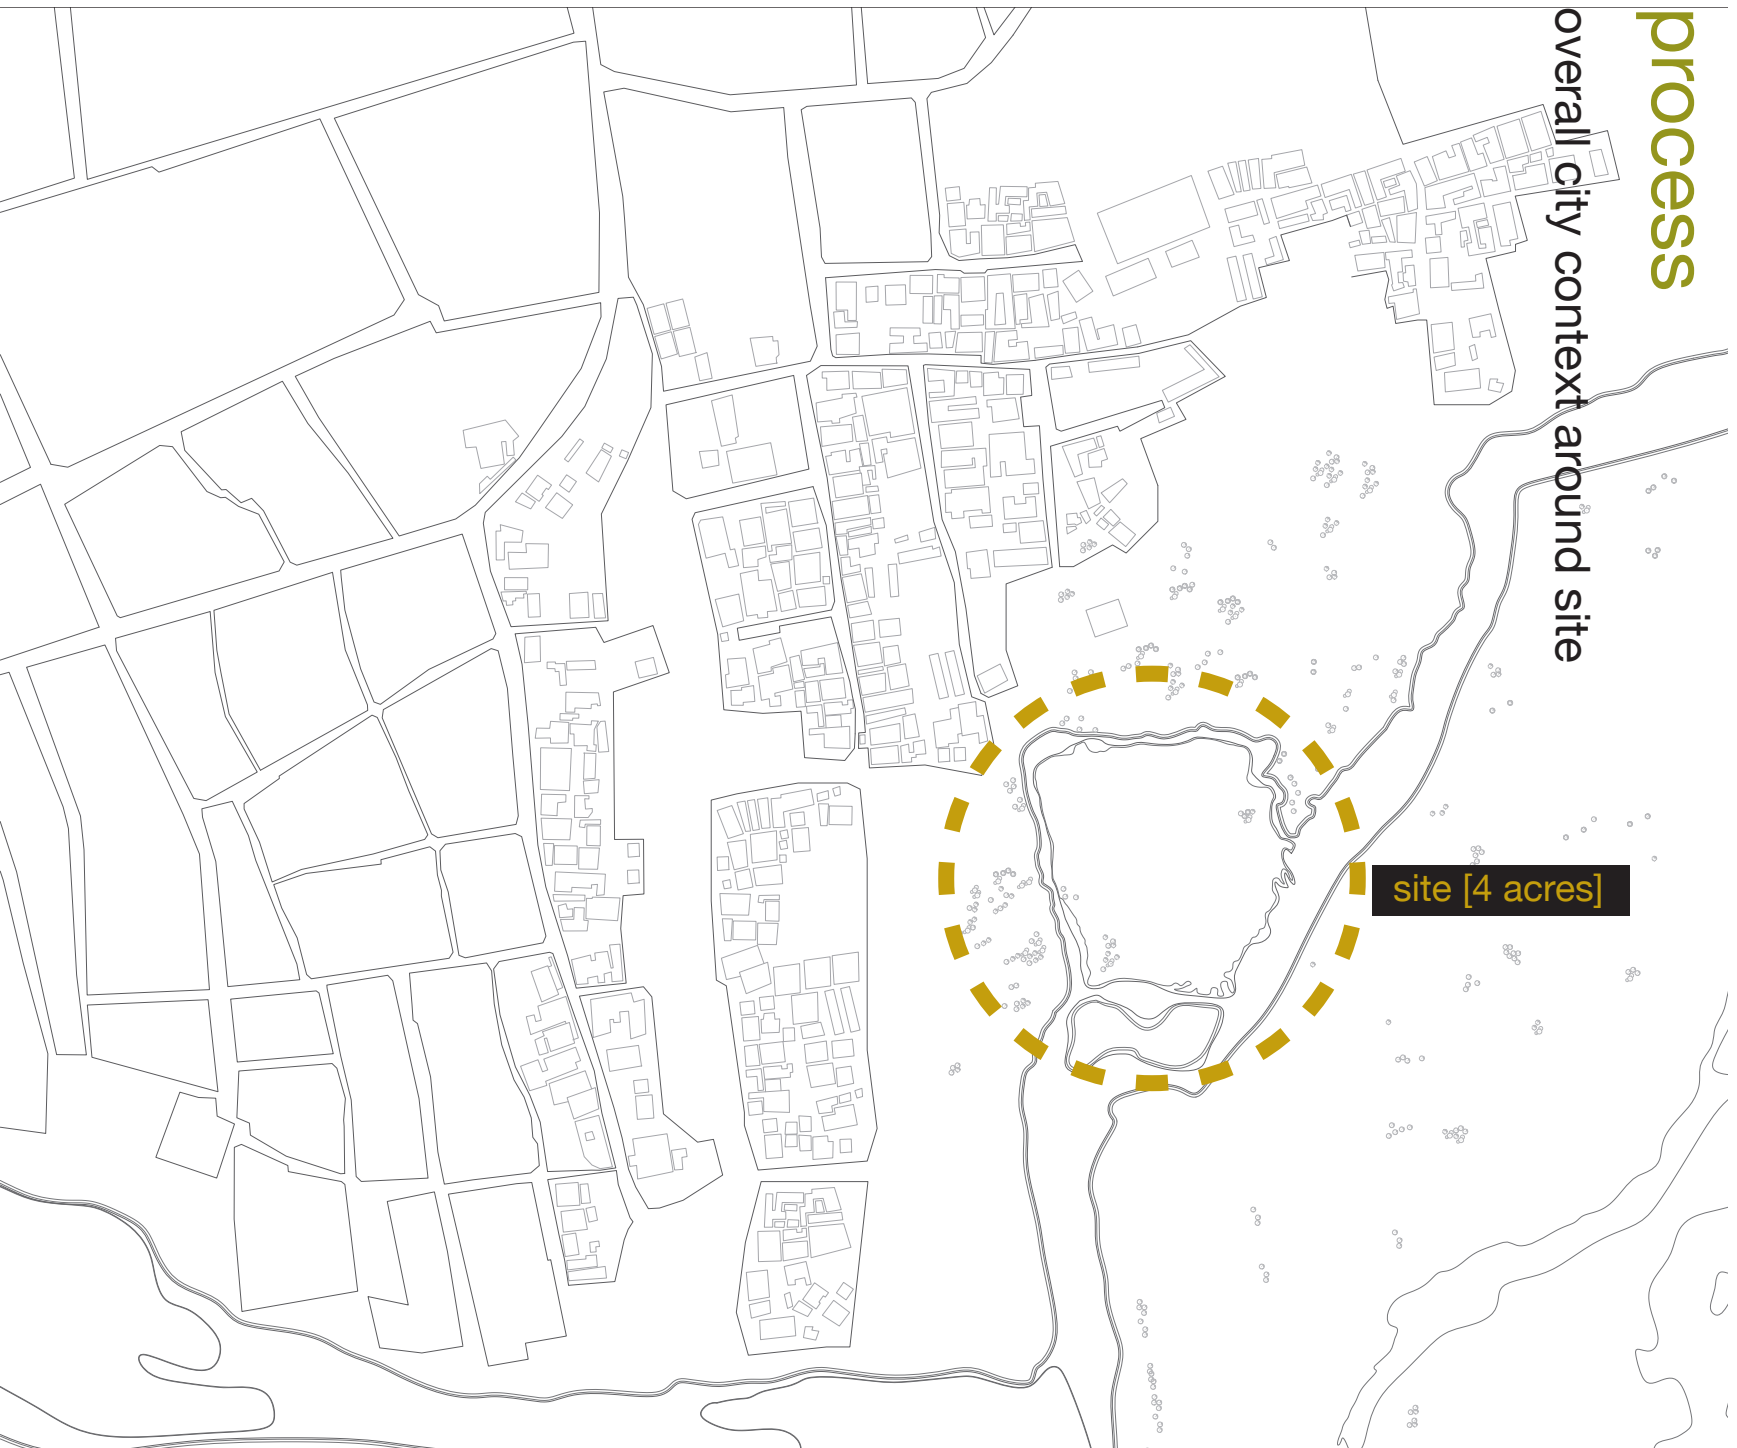 process
overall city context around site
site [4 acres]